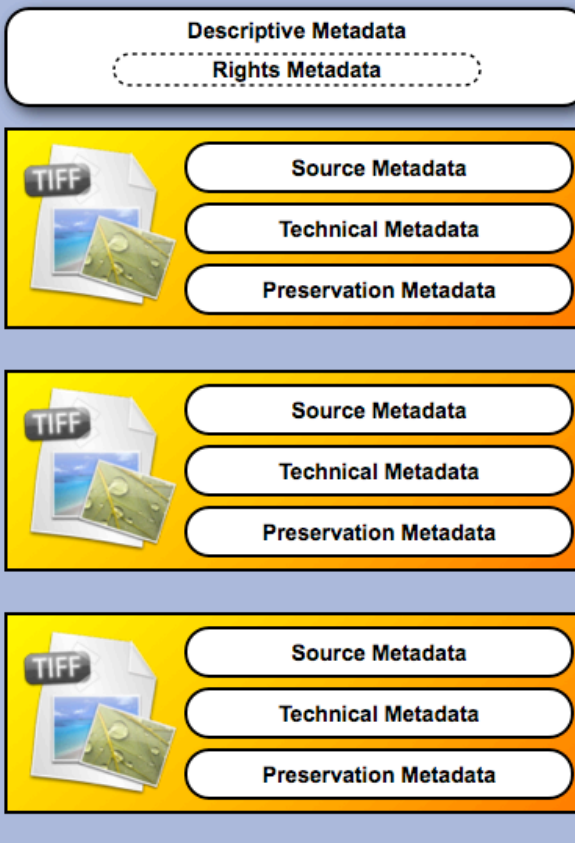 Descriptive Metadata
Rights Metadata
TIFF
Source Metadata
Technical Metadata
Preservation Metadata
TIFF
Source Metadata
Technical Metadata
Preservation Metadata
TIFF
Source Metadata
Technical Metadata
Preservation Metadata